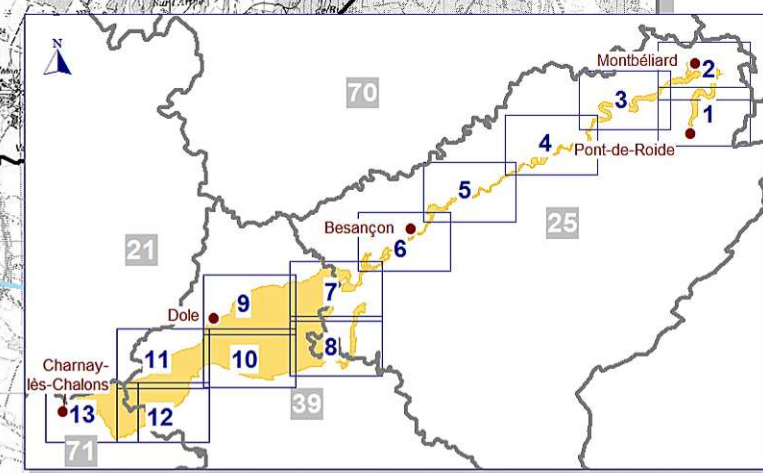 N
70
Montbéliard
2
3
1
4
Pont-de-Roide
5
25
Besançon
6
21
7
9
Dole
8
10
11
Charnay-
lès-Chalons
39
13
12
71